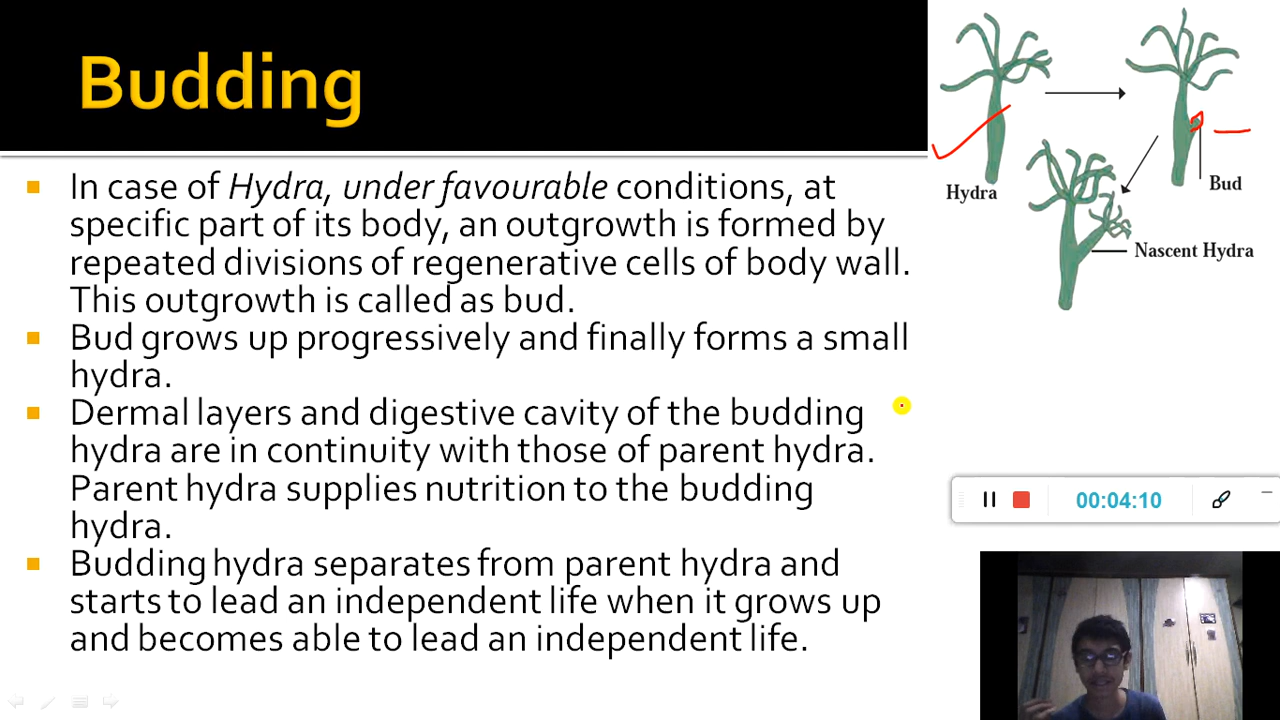 Budding
In case of Hydra, under favourable conditions, at
specific part of its body, an outgrowth is formed by
repeated divisions of regenerative cells of body wall.
This outgrowth is called as bud.
Bud grows up progressively and finally forms a small
hydra.
Dermal layers and digestive cavity of the budding
hydra are in continuity with those of parent hydra.
Parent hydra supplies nutrition to the budding
hydra.
Budding hydra separates from parent hydra and
starts to lead an independent life when it grows up
and becomes able to lead an independent life.
Hydra
Bud
Nascent Hydra
00:04:10